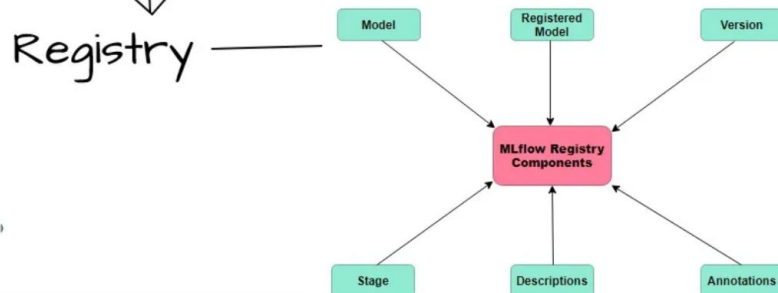 Registry
Model
Registered
Model
Version
MLflow Registry
Components
Stage
Descriptions
Annotations